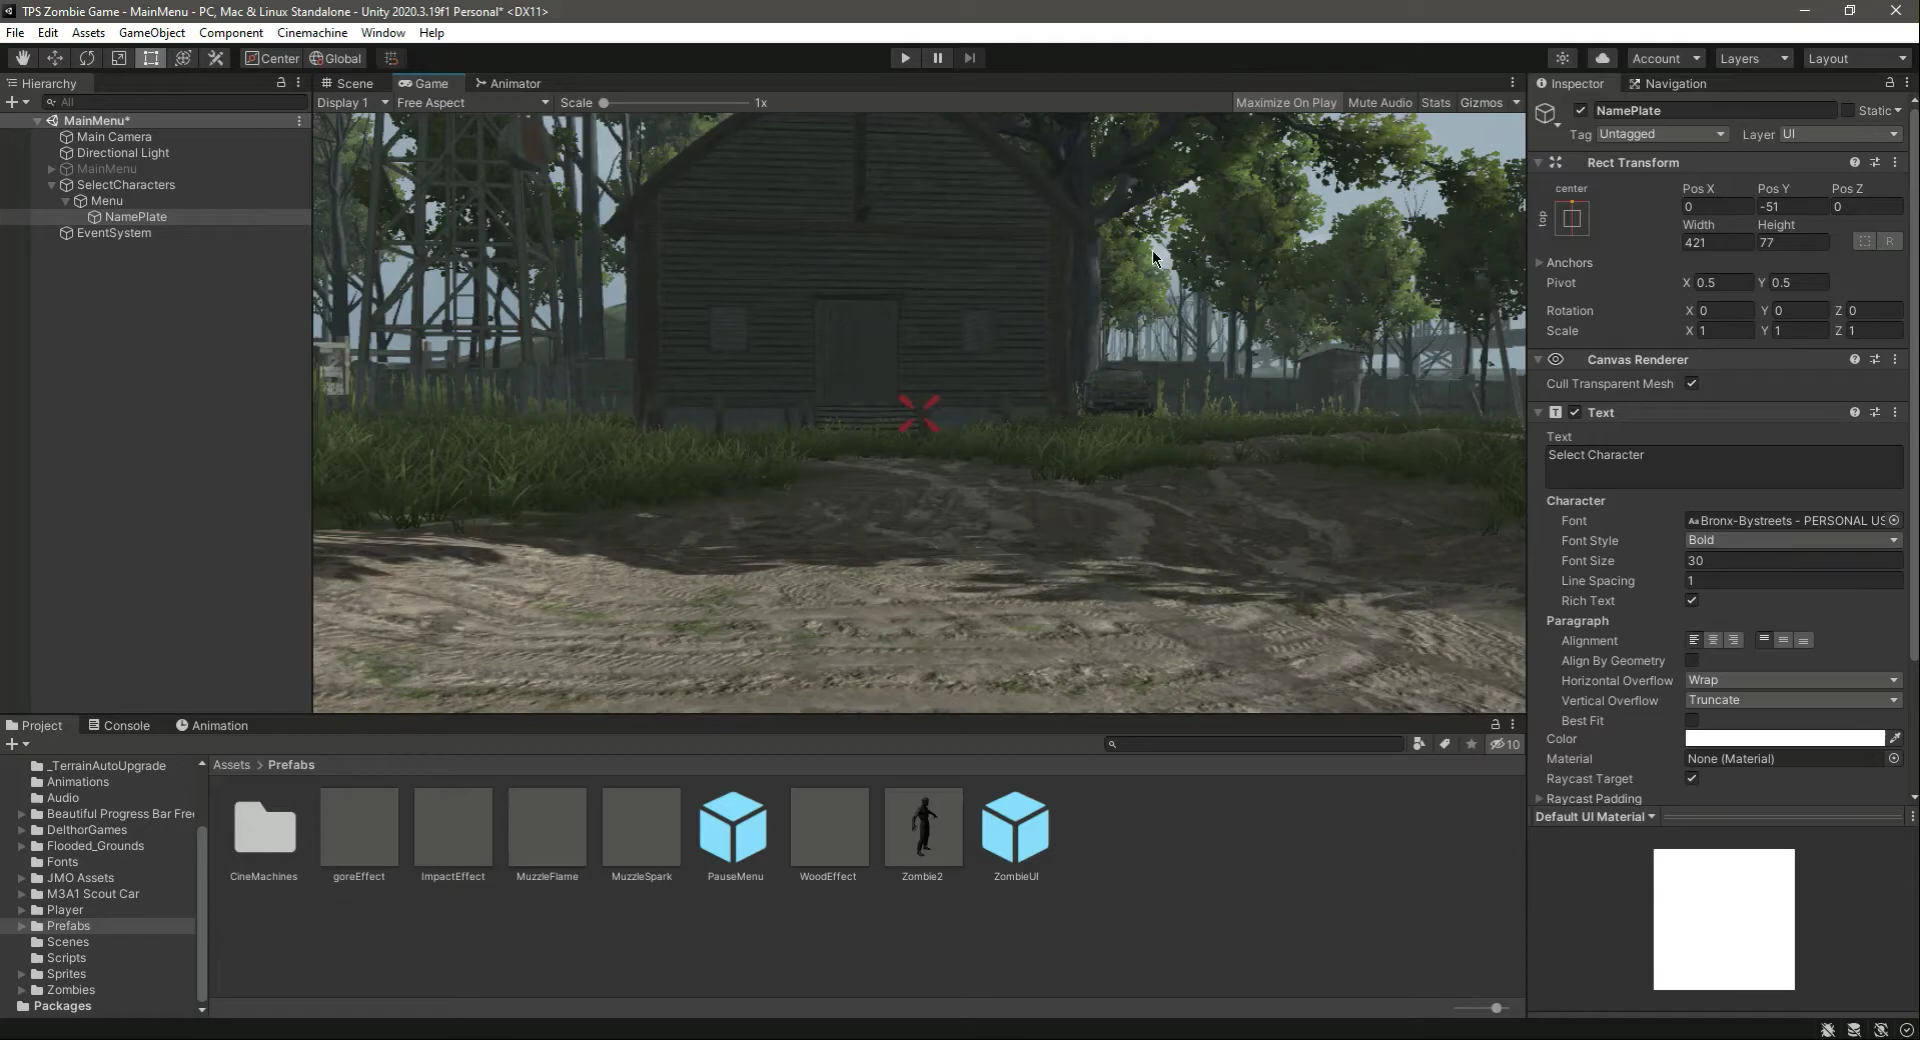 TPS Zombie Game - MainMenu - PC, Mac & Linux Standalone - Unity 2020.3.19f1 Personal* <DX11>
File Edit Assets GameObject Component Cinemachine Window Help
Center Global Account Layers Layout
Hierarchy
All
MainMenu*
Main Camera
Directional Light
MainMenu
SelectCharacters
Menu
NamePlate
EventSystem
Scene Game Animator
Display 1 Free Aspect Scale 1x Maximize On Play Mute Audio Stats Gizmos
Inspector Navigation
NamePlate Static
Tag Untagged Layer UI
Rect Transform
center
top
Pos X Pos Y Pos Z
0 -51 0
Width Height
421 77
R
Anchors
Pivot X 0.5 Y 0.5
Rotation X 0 Y 0 Z 0
Scale X 1 Y 1 Z 1
Canvas Renderer
Cull Transparent Mesh
Text
Text
Select Character
Character
Font Aa Bronx-Bystreets - PERSONAL US
Font Style Bold
Font Size 30
Line Spacing 1
Rich Text
Paragraph
Alignment
Align By Geometry
Horizontal Overflow Wrap
Vertical Overflow Truncate
Best Fit
Color
Material None (Material)
Raycast Target
Raycast Padding
Default UI Material
Project Console Animation
10
_TerrainAutoUpgrade
Animations
Audio
Beautiful Progress Bar Free
DelthorGames
Flooded_Grounds
Fonts
JMO Assets
M3A1 Scout Car
Player
Prefabs
Scenes
Scripts
Sprites
Zombies
Packages
Assets > Prefabs
CineMachines goreEffect ImpactEffect MuzzleFlame MuzzleSpark PauseMenu WoodEffect Zombie2 ZombieUI